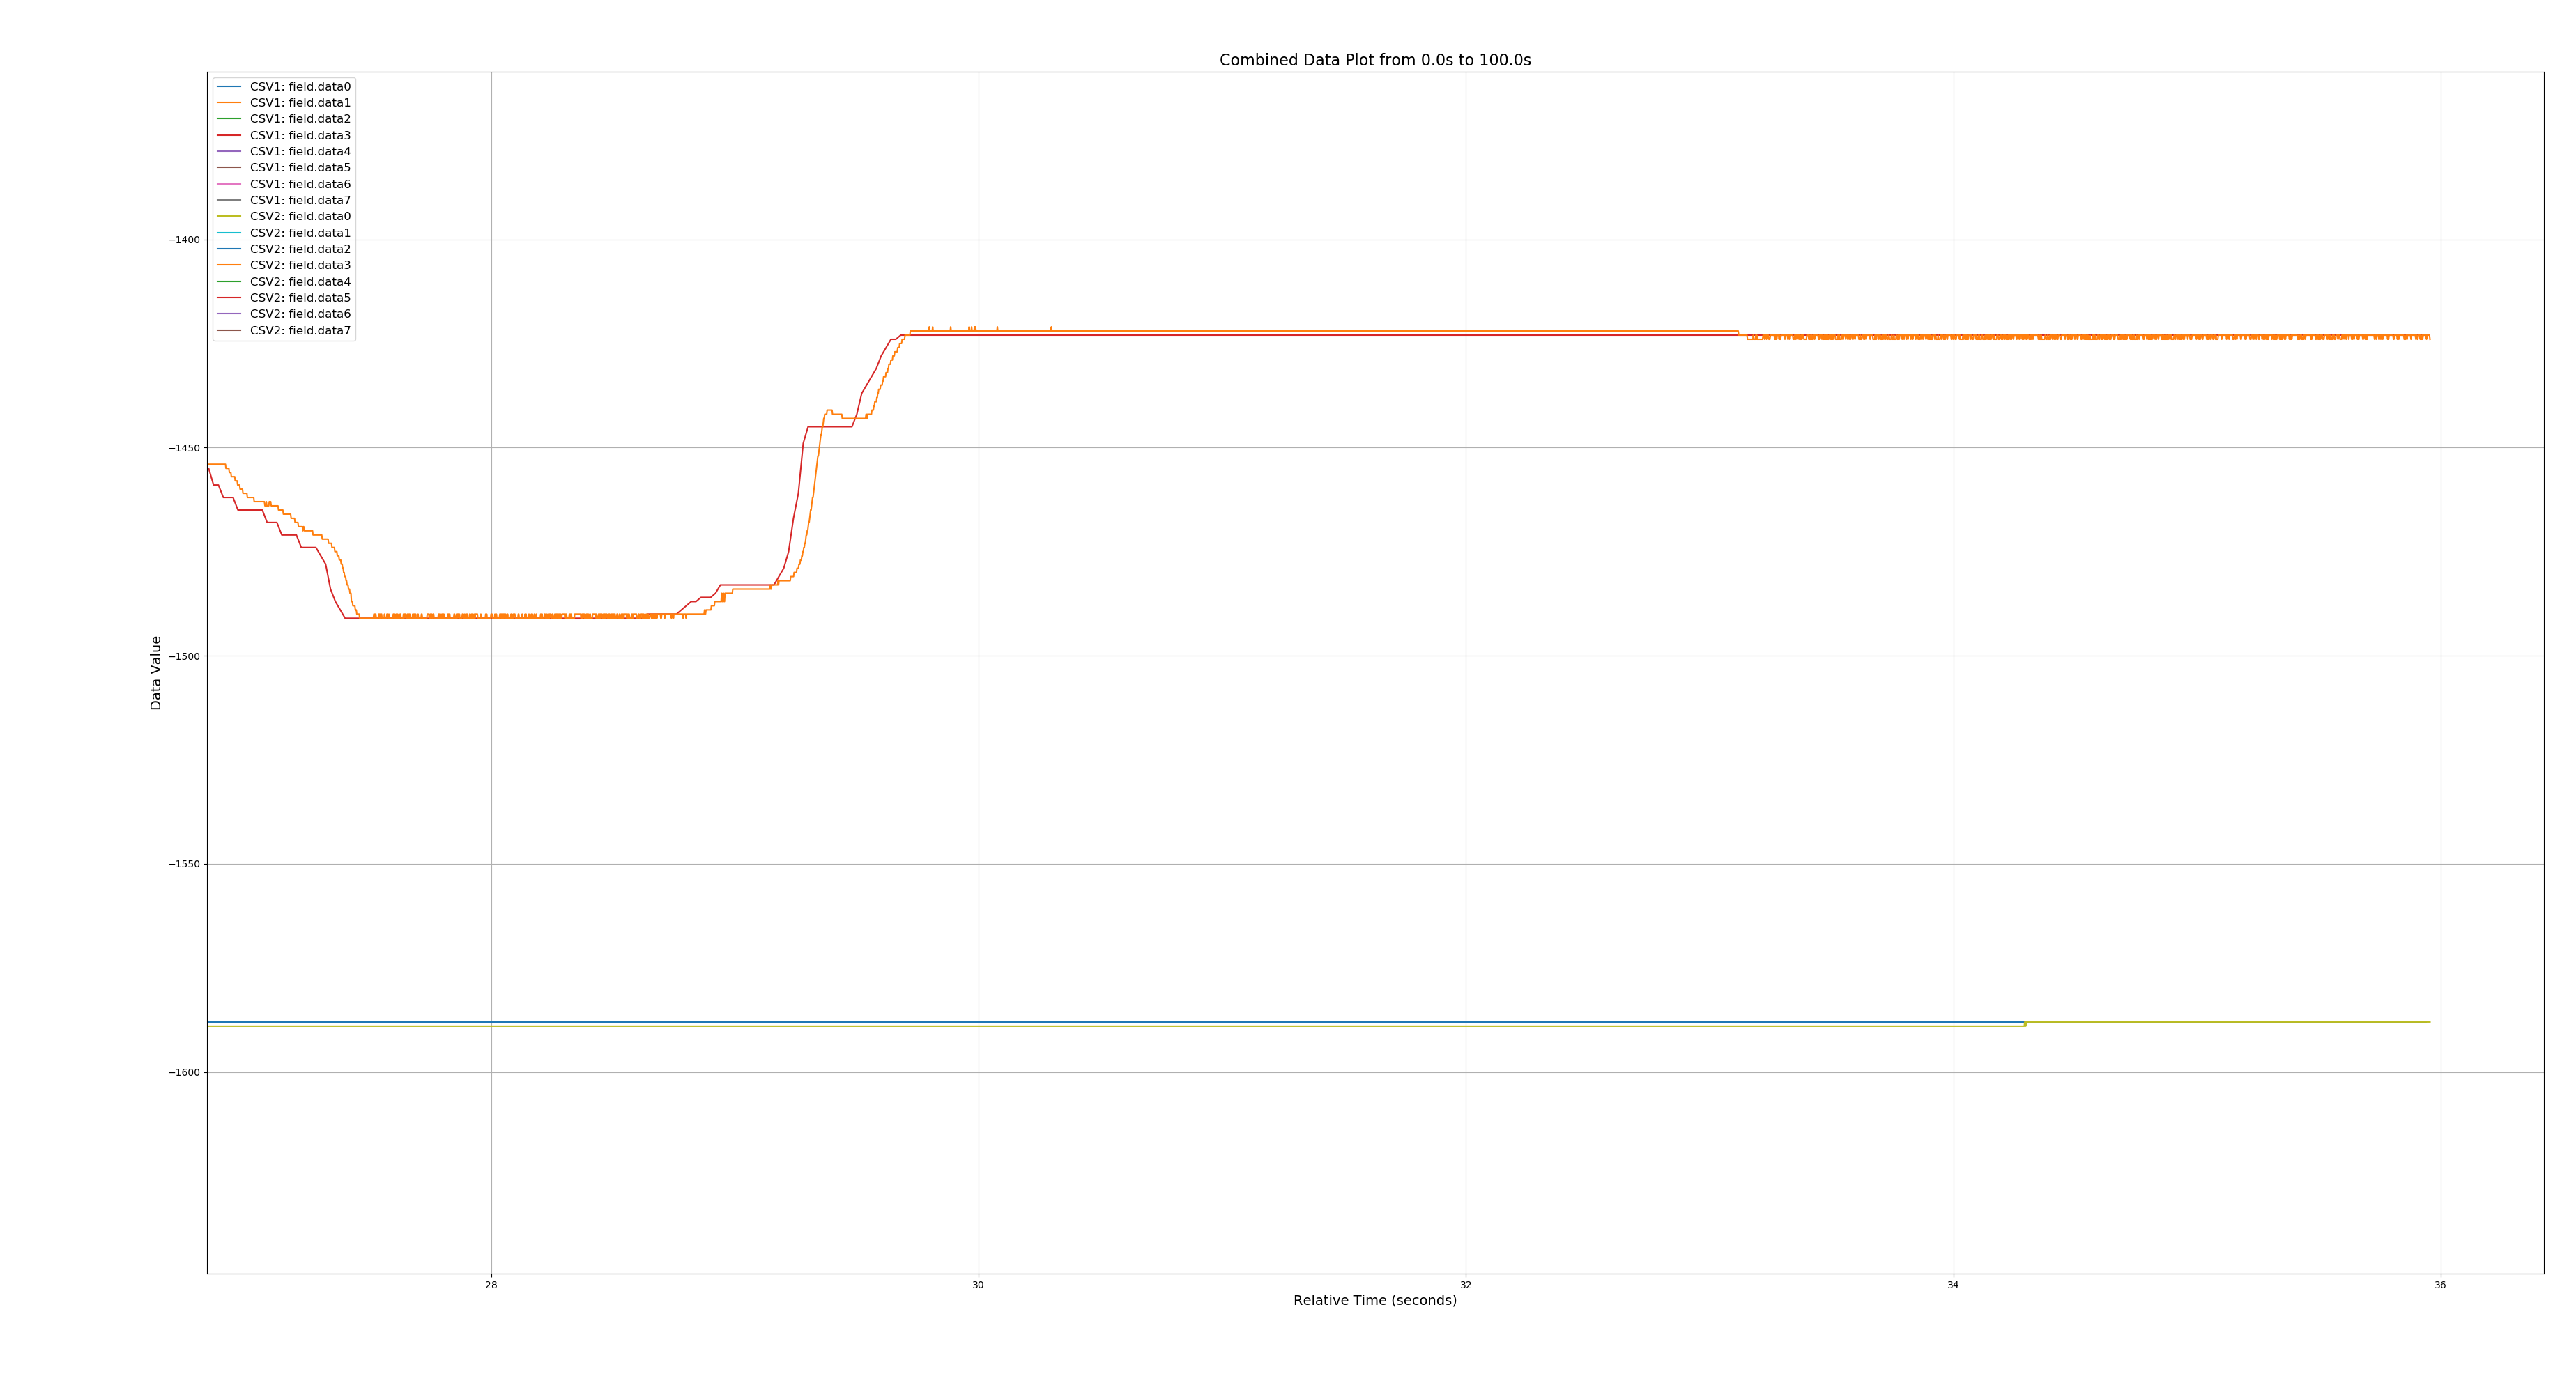 Combined Data Plot from 0.0s to 100.0s
CSV1: field.data0
CSV1: field.data1
CSV1: field.data2
CSV1: field.data3
CSV1: field.data4
CSV1: field.data5
CSV1: field.data6
CSV1: field.data7
CSV2: field.data0
CSV2: field.data1
CSV2: field.data2
CSV2: field.data3
CSV2: field.data4
CSV2: field.data5
CSV2: field.data6
CSV2: field.data7
−1400
−1450
−1500
−1550
−1600
Data Value
28 30 32 34 36
Relative Time (seconds)